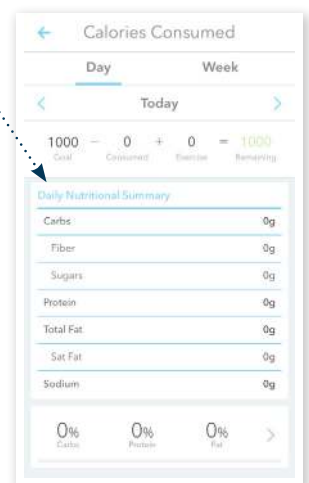 ← Calories Consumed
Day Week
< Today >
1000 − 0 + 0 = 1000
Goal Consumed Exercise Remaining
Daily Nutritional Summary
Carbs 0g
Fiber 0g
Sugars 0g
Protein 0g
Total Fat 0g
Sat Fat 0g
Sodium 0g
0% 0% 0% >
Carbs Protein Fat